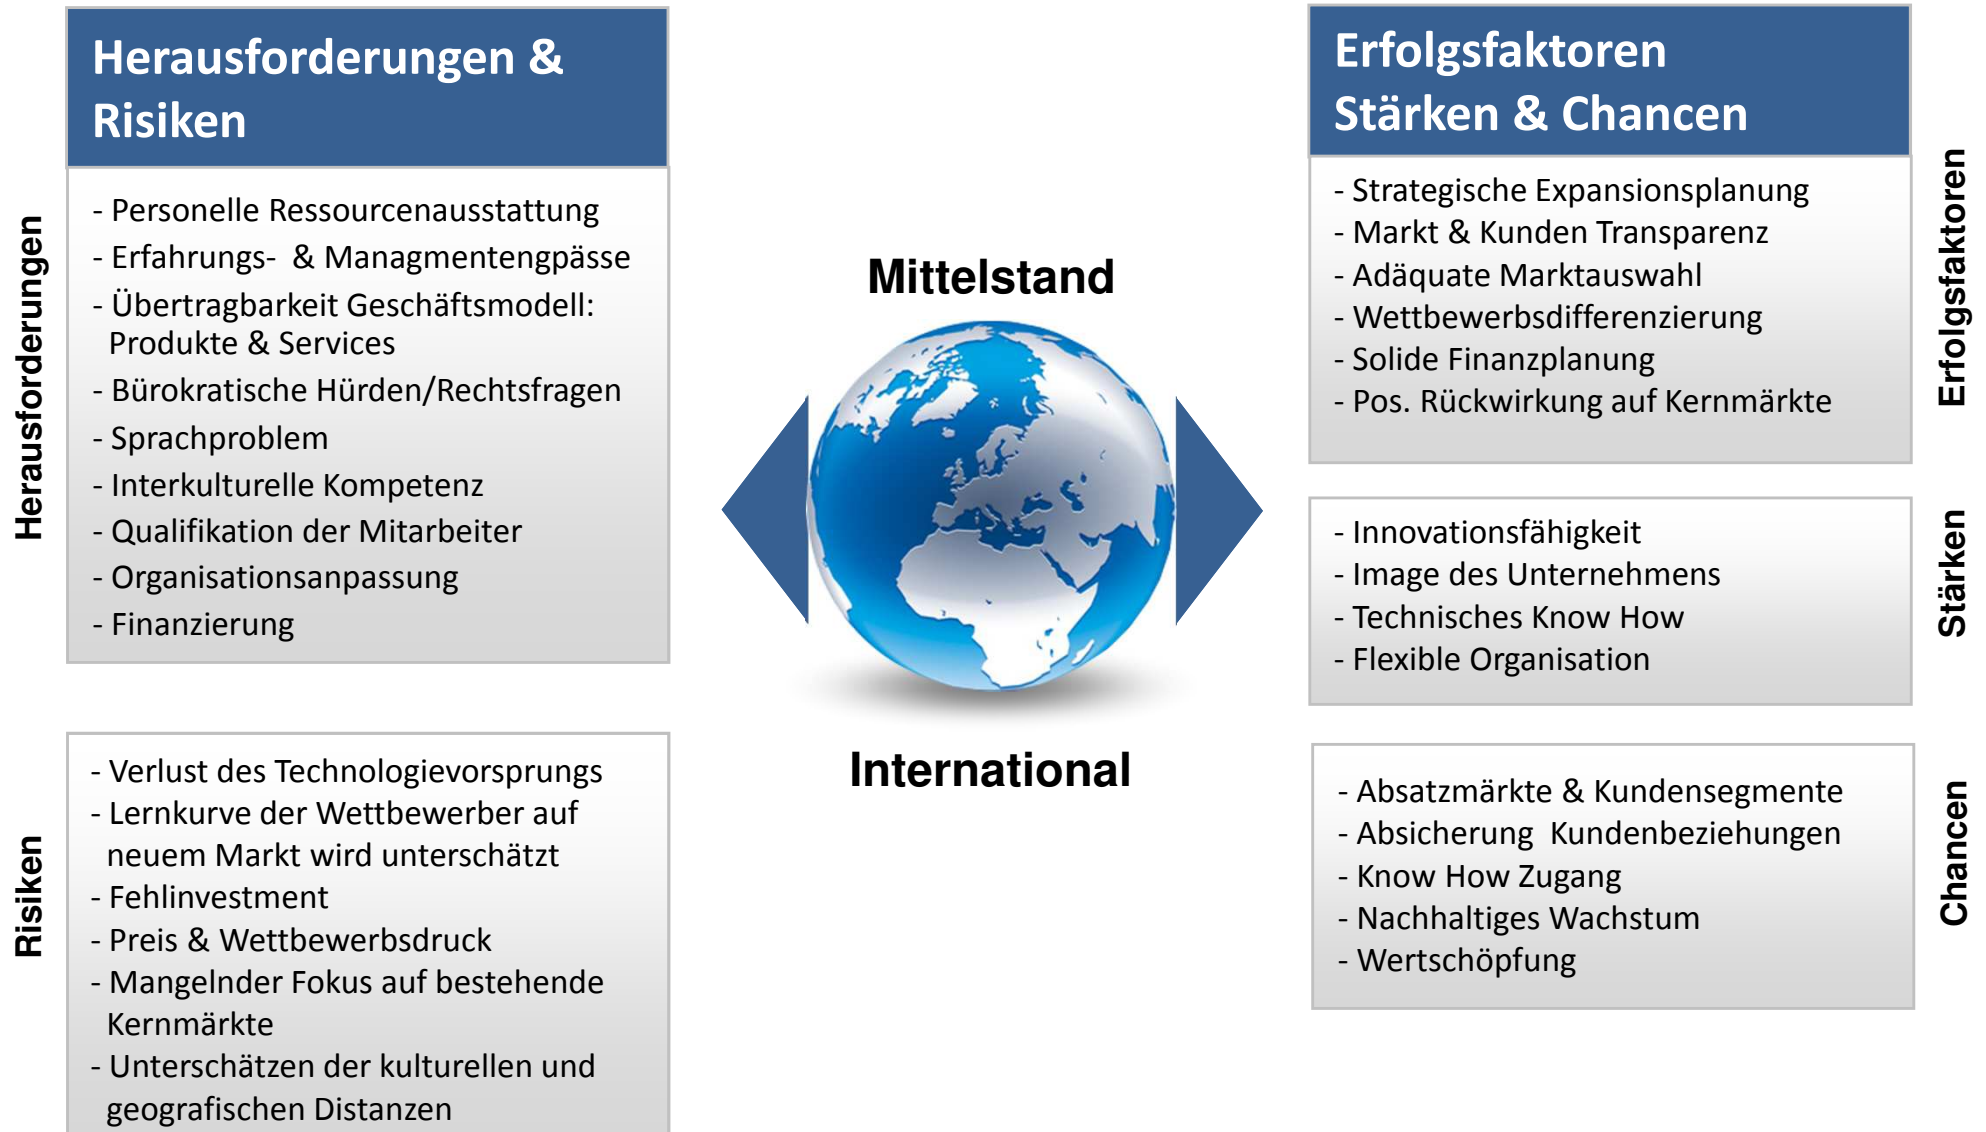 Herausforderungen &
Risiken
Herausforderungen
- Personelle Ressourcenausstattung
- Erfahrungs- & Managmentengpässe
- Übertragbarkeit Geschäftsmodell:
Produkte & Services
- Bürokratische Hürden/Rechtsfragen
- Sprachproblem
- Interkulturelle Kompetenz
- Qualifikation der Mitarbeiter
- Organisationsanpassung
- Finanzierung
Risiken
- Verlust des Technologievorsprungs
- Lernkurve der Wettbewerber auf
neuem Markt wird unterschätzt
- Fehlinvestment
- Preis & Wettbewerbsdruck
- Mangelnder Fokus auf bestehende
Kernmärkte
- Unterschätzen der kulturellen und
geografischen Distanzen
Mittelstand
International
Erfolgsfaktoren
Stärken & Chancen
- Strategische Expansionsplanung
- Markt & Kunden Transparenz
- Adäquate Marktauswahl
- Wettbewerbsdifferenzierung
- Solide Finanzplanung
- Pos. Rückwirkung auf Kernmärkte
Erfolgsfaktoren
- Innovationsfähigkeit
- Image des Unternehmens
- Technisches Know How
- Flexible Organisation
Stärken
- Absatzmärkte & Kundensegmente
- Absicherung Kundenbeziehungen
- Know How Zugang
- Nachhaltiges Wachstum
- Wertschöpfung
Chancen